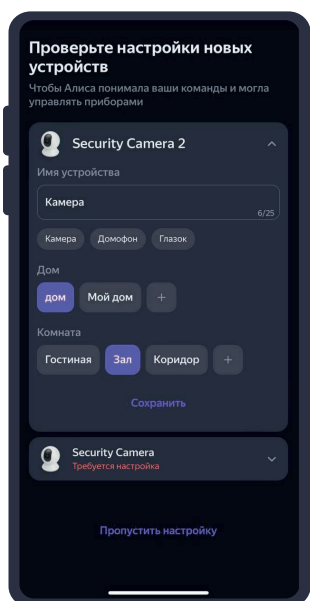 Проверьте настройки новых
устройств
Чтобы Алиса понимала ваши команды и могла
управлять приборами
Security Camera 2
Имя устройства
Камера
6/25
Камера Домофон Глазок
Дом
дом Мой дом +
Комната
Гостиная Зал Коридор +
Сохранить
Security Camera
Требуется настройка
Пропустить настройку